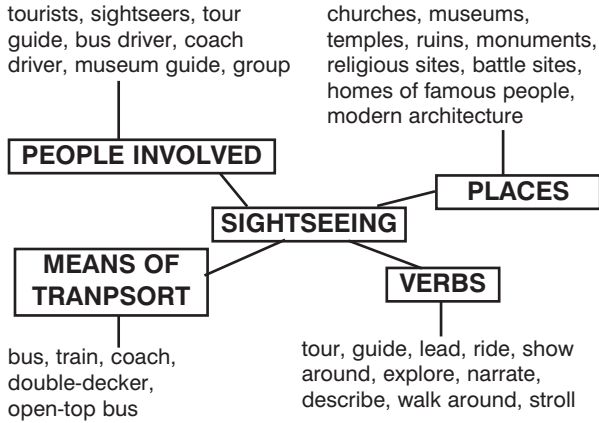 tourists, sightseers, tour
guide, bus driver, coach
driver, museum guide, group
churches, museums,
temples, ruins, monuments,
religious sites, battle sites,
homes of famous people,
modern architecture
PEOPLE INVOLVED
PLACES
SIGHTSEEING
MEANS OF
TRANPSORT
VERBS
bus, train, coach,
double-decker,
open-top bus
tour, guide, lead, ride, show
around, explore, narrate,
describe, walk around, stroll